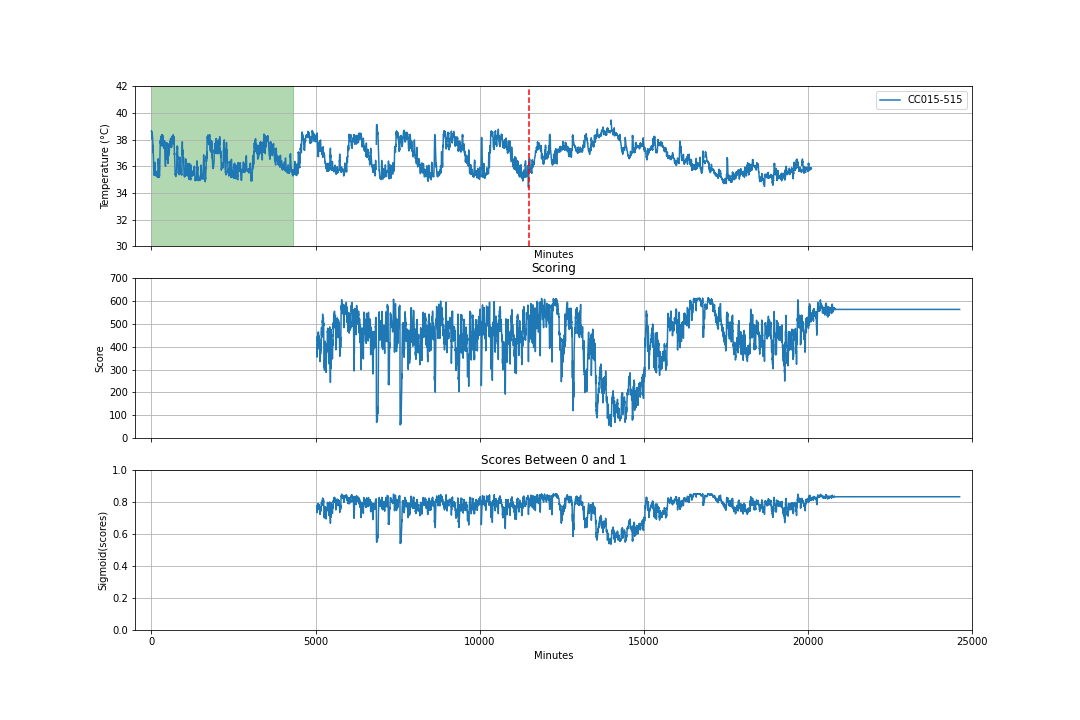 42
40
38
36
34
32
30
Temperature (°C)
CC015-515
Minutes
Scoring
700
600
500
400
300
200
100
0
Score
Scores Between 0 and 1
1.0
0.8
0.6
0.4
0.2
0.0
Sigmoid(scores)
0 5000 10000 15000 20000 25000
Minutes